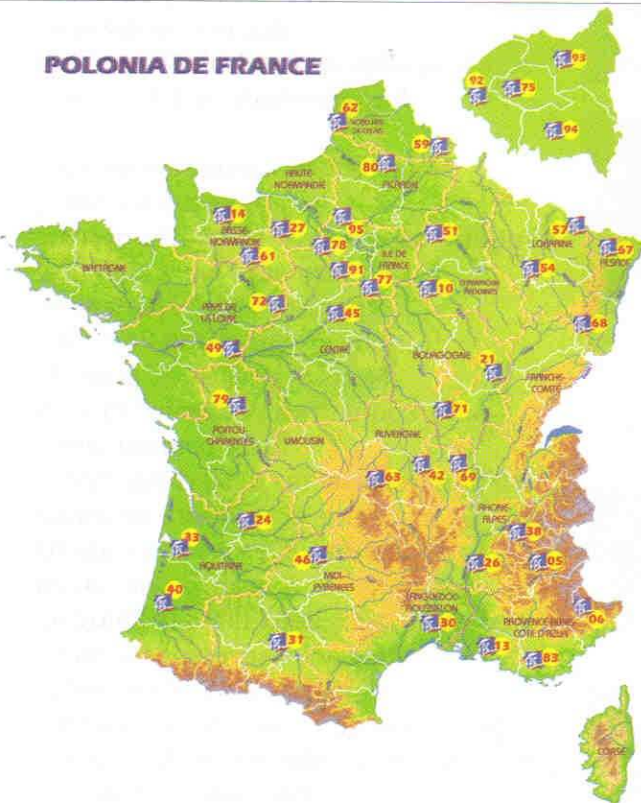 POLONIA DE FRANCE
93
92
75
94
62
NORD-PAS
DE-CALAIS
59
80
HAUTE-
NORMANDIE
PICARDIE
14
27
95
51
57
BASSE
NORMANDIE
LORRAINE
67
ALSACE
61
78
ILE DE
FRANCE
54
BRETAGNE
91
77
10
CHAMPAGNE
ARDENNES
72
PAYS DE
LA LOIRE
45
68
49
CENTRE
BOURGOGNE
21
FRANCHE-
COMTÉ
79
71
POITOU-
CHARENTES
LIMOUSIN
AUVERGNE
63
42
69
RHONE-
ALPES
24
38
33
46
26
05
AQUITAINE
MIDI-
PYRENEES
40
LANGUEDOC-
ROUSSILLON
06
30
PROVENCE-ALPES-
COTE D'AZUR
31
13
83
CORSE